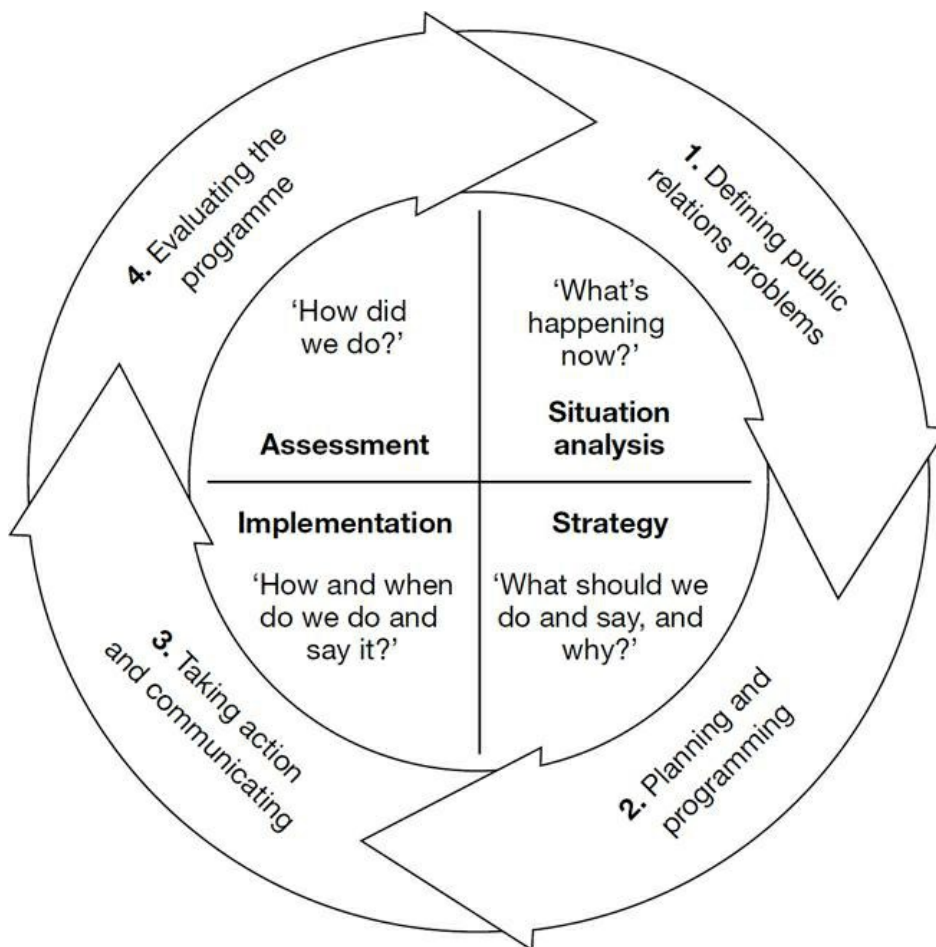 1. Defining public
relations problems
‘What’s
happening
now?’
Situation
analysis
2. Planning and
programming
Strategy
‘What should we
do and say, and
why?’
3. Taking action
and communicating
Implementation
‘How and when
do we do and
say it?’
4. Evaluating the
programme
‘How did
we do?’
Assessment